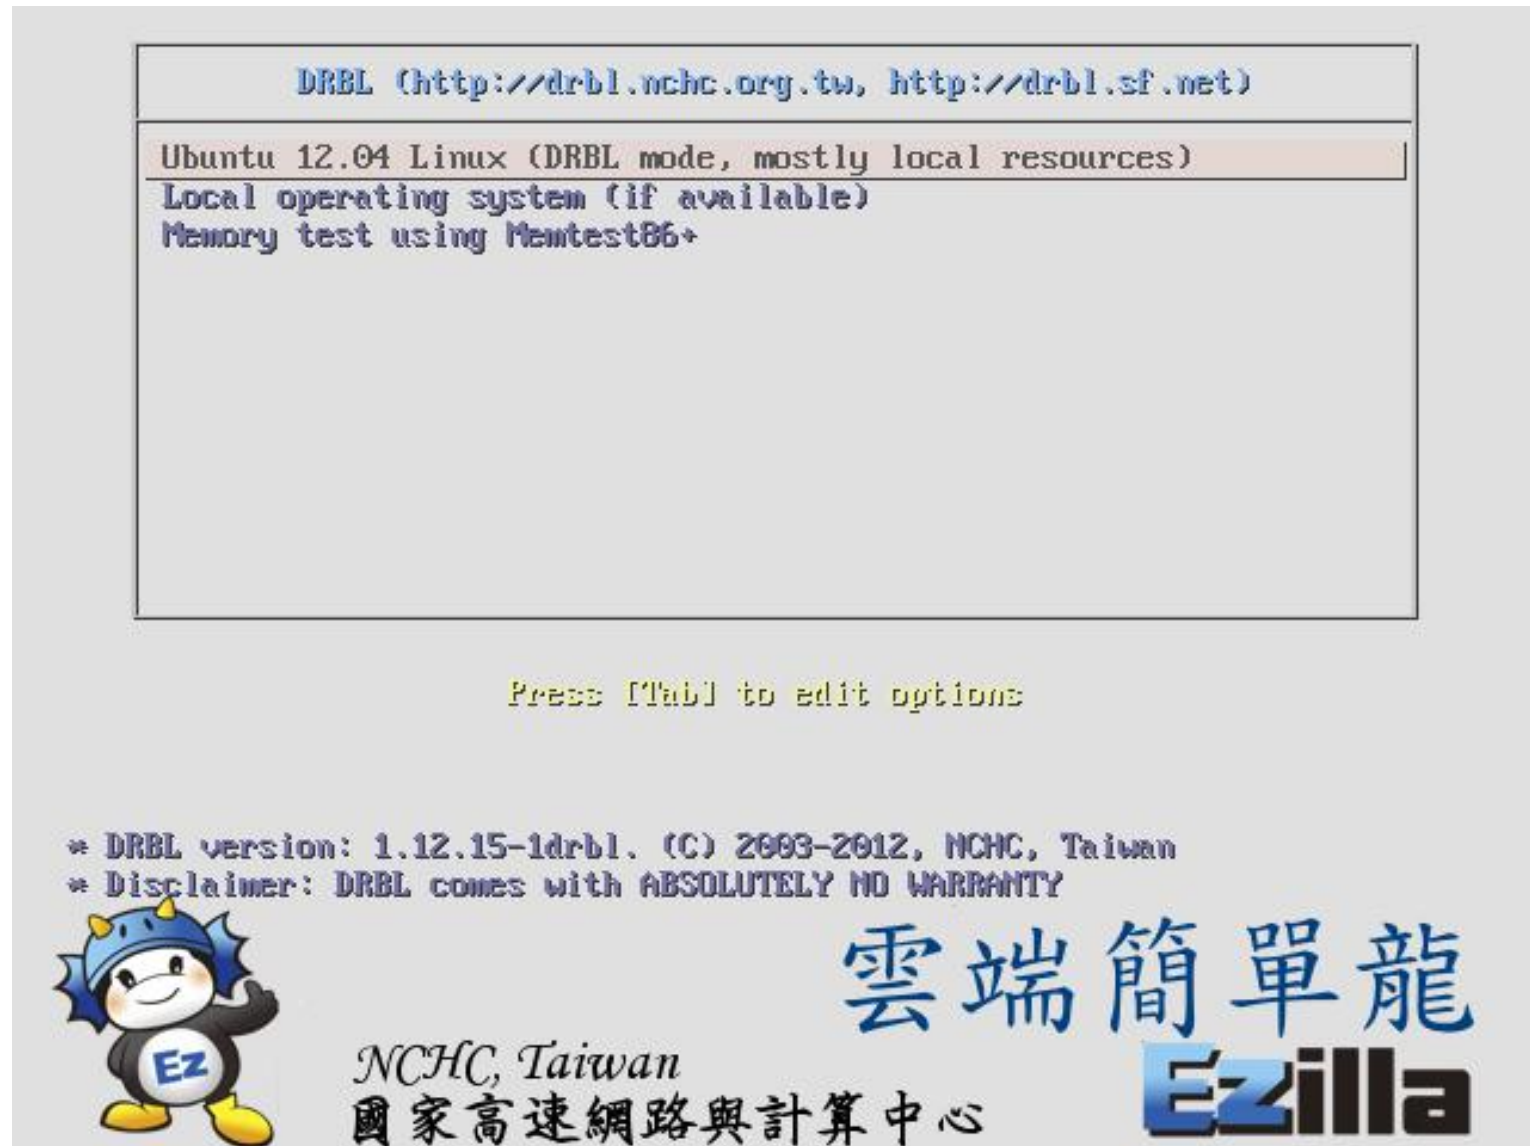 DRBL (http://drbl.nchc.org.tw, http://drbl.sf.net)
Ubuntu 12.04 Linux (DRBL mode, mostly local resources)
Local operating system (if available)
Memory test using Memtest86+
Press [Tab] to edit options
* DRBL version: 1.12.15-1drbl. (C) 2003-2012, NCHC, Taiwan
* Disclaimer: DRBL comes with ABSOLUTELY NO WARRANTY
雲端簡單龍
Ezilla
Ez
NCHC, Taiwan
國家高速網路與計算中心